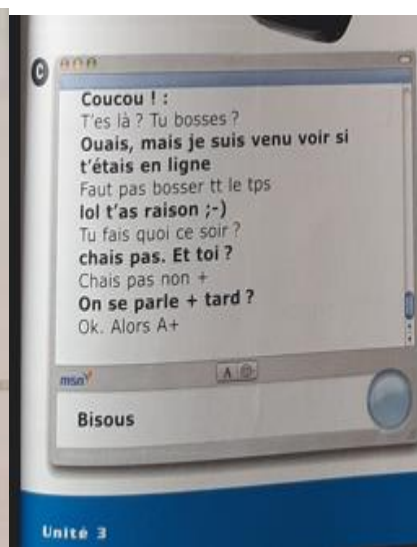 C
Coucou ! :
T'es là ? Tu bosses ?
Ouais, mais je suis venu voir si
t'étais en ligne
Faut pas bosser tt le tps
lol t'as raison ;-)
Tu fais quoi ce soir ?
chais pas. Et toi ?
Chais pas non +
On se parle + tard ?
Ok. Alors A+
msn
A
Bisous
Unité 3